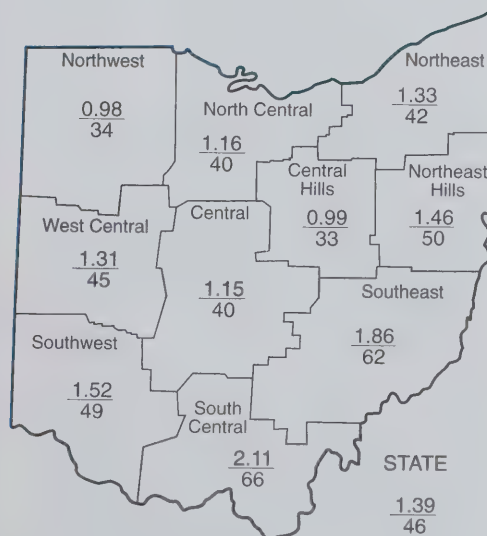 Northwest
0.98
34
North Central
1.16
40
Northeast
1.33
42
Central
Hills
0.99
33
Northeast
Hills
1.46
50
West Central
1.31
45
Central
1.15
40
Southeast
1.86
62
Southwest
1.52
49
South
Central
2.11
66
STATE
1.39
46